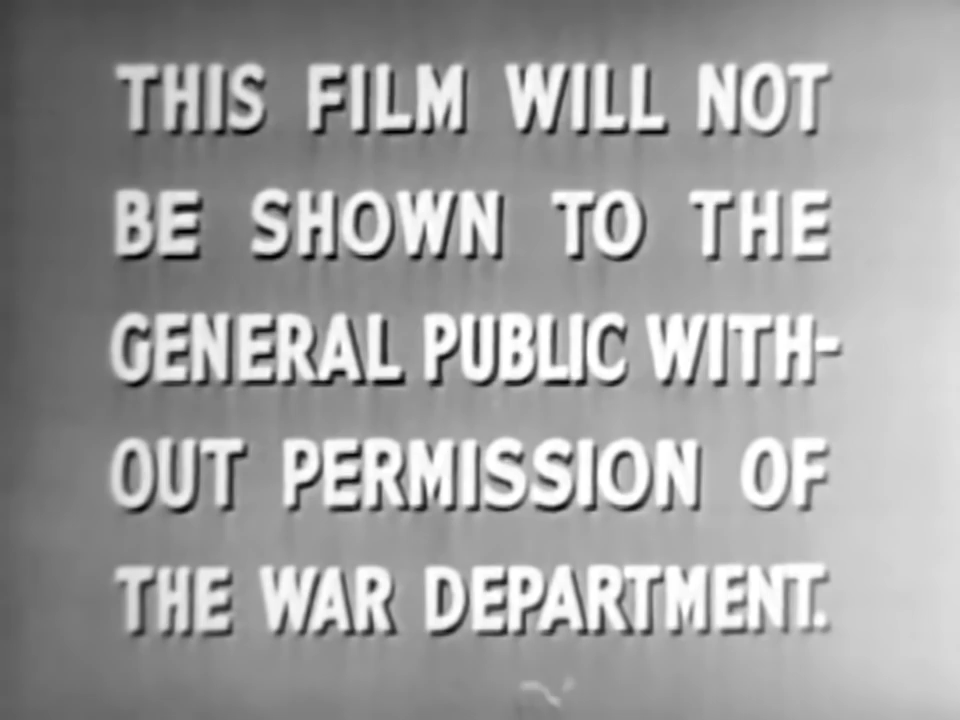 THIS FILM WILL NOT
BE SHOWN TO THE
GENERAL PUBLIC WITH-
OUT PERMISSION OF
THE WAR DEPARTMENT.